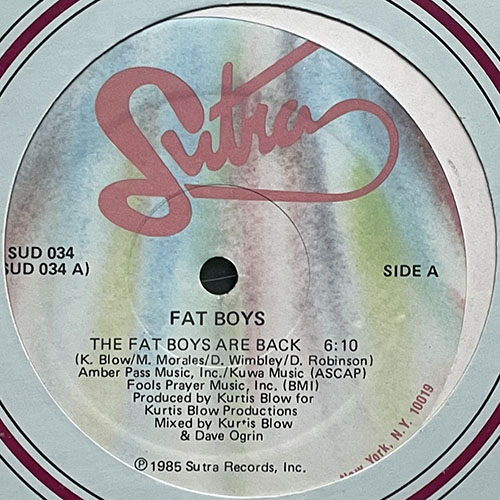 Sutra
SUD 034
SUD 034 A)
SIDE A
FAT BOYS
THE FAT BOYS ARE BACK 6:10
(K. Blow/M. Morales/D. Wimbley/D. Robinson)
Amber Pass Music, Inc./Kuwa Music (ASCAP)
Fools Prayer Music, Inc. (BMI)
Produced by Kurtis Blow for
Kurtis Blow Productions
Mixed by Kurtis Blow
& Dave Ogrin
℗ 1985 Sutra Records, Inc.
New York, N.Y. 10019